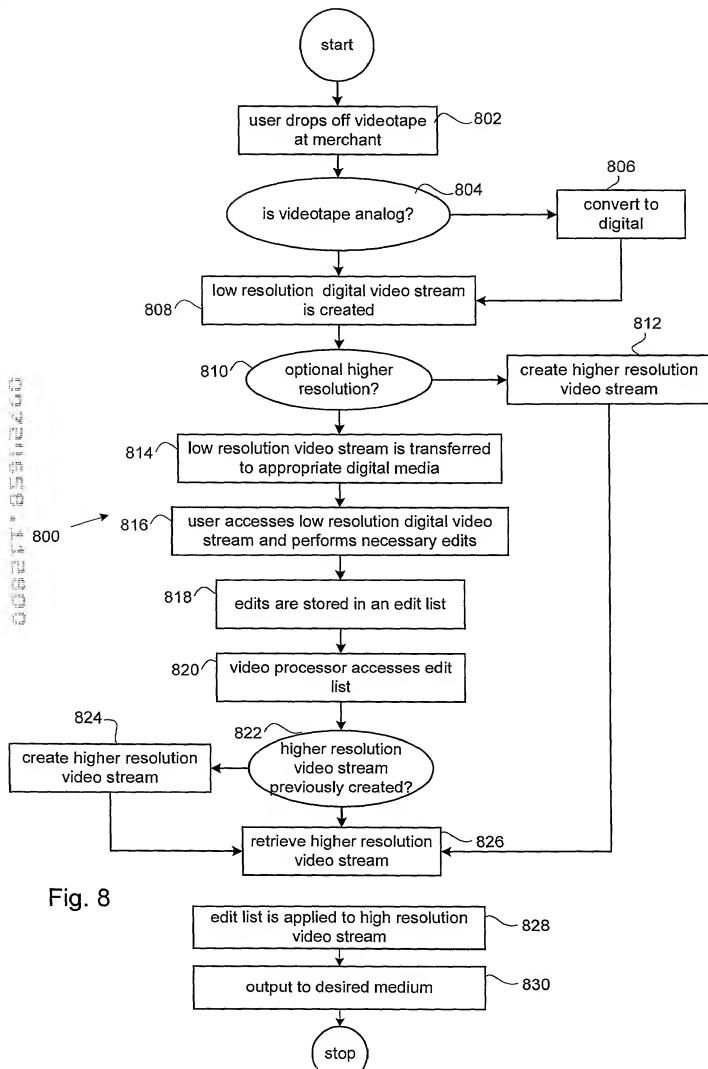 start
user drops off videotape
at merchant
802
is videotape analog?
804
806
convert to
digital
low resolution digital video stream
is created
808
810
optional higher
resolution?
812
create higher resolution
video stream
814
low resolution video stream is transferred
to appropriate digital media
800
816
user accesses low resolution digital video
stream and performs necessary edits
818
edits are stored in an edit list
820
video processor accesses edit
list
822
higher resolution
video stream
previously created?
824
create higher resolution
video stream
retrieve higher resolution
video stream
826
Fig. 8
edit list is applied to high resolution
video stream
828
output to desired medium
830
stop